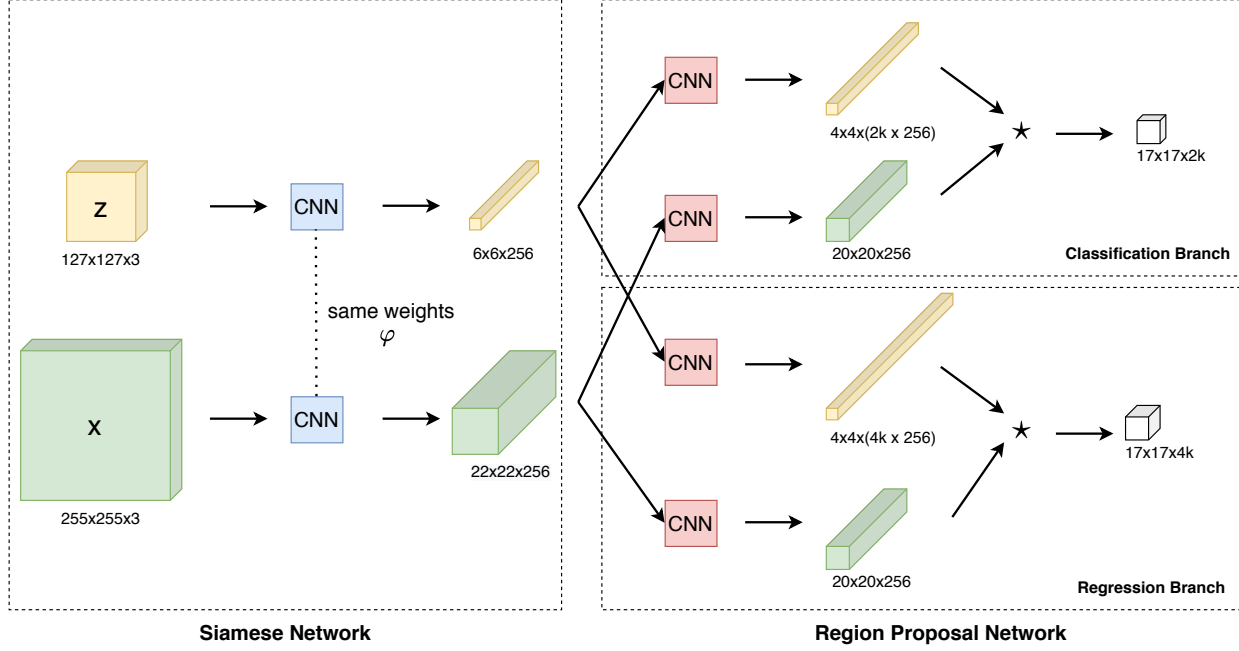 z
127x127x3
CNN
6x6x256
same weights
φ
x
255x255x3
CNN
22x22x256
Siamese Network
CNN
4x4x(2k x 256)
★
17x17x2k
CNN
20x20x256
Classification Branch
CNN
4x4x(4k x 256)
★
17x17x4k
CNN
20x20x256
Regression Branch
Region Proposal Network